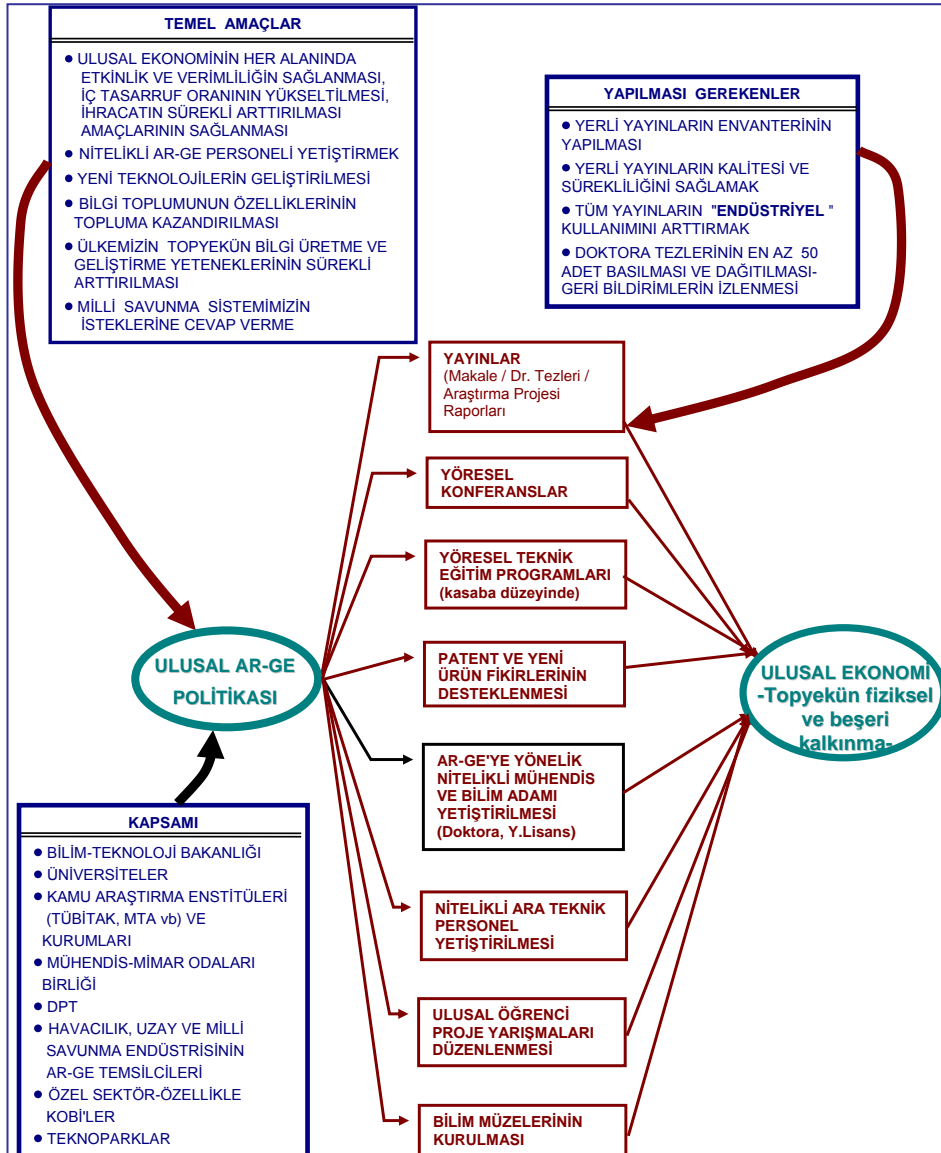 TEMEL AMAÇLAR
● ULUSAL EKONOMİNİN HER ALANINDA
ETKİNLİK VE VERİMLİLİĞİN SAĞLANMASI,
İÇ TASARRUF ORANININ YÜKSELTİLMESİ,
İHRACATIN SÜREKLİ ARTTIRILMASI
AMAÇLARININ SAĞLANMASI
● NİTELİKLİ AR-GE PERSONELİ YETİŞTİRMEK
● YENİ TEKNOLOJİLERİN GELİŞTİRİLMESİ
● BİLGİ TOPLUMUNUN ÖZELLİKLERİNİN
TOPLUMA KAZANDIRILMASI
● ÜLKEMİZİN TOPYEKÜN BİLGİ ÜRETME VE
GELİŞTİRME YETENEKLERİNİN SÜREKLİ
ARTTIRILMASI
● MİLLİ SAVUNMA SİSTEMİMİZİN
İSTEKLERİNE CEVAP VERME
YAPILMASI GEREKENLER
● YERLİ YAYINLARIN ENVANTERİNİN
YAPILMASI
● YERLİ YAYINLARIN KALİTESİ VE
SÜREKLİLİĞİNİ SAĞLAMAK
● TÜM YAYINLARIN "ENDÜSTRİYEL "
KULLANIMINI ARTTIRMAK
● DOKTORA TEZLERİNİN EN AZ 50
ADET BASILMASI VE DAĞITILMASI-
GERİ BİLDİRİMLERİN İZLENMESİ
YAYINLAR
(Makale / Dr. Tezleri /
Araştırma Projesi
Raporları
YÖRESEL
KONFERANSLAR
YÖRESEL TEKNİK
EĞİTİM PROGRAMLARI
(kasaba düzeyinde)
ULUSAL AR-GE
POLİTİKASI
PATENT VE YENİ
ÜRÜN FİKİRLERİNİN
DESTEKLENMESİ
ULUSAL EKONOMİ
-Topyekün fiziksel
ve beşeri
kalkınma-
AR-GE'YE YÖNELİK
NİTELİKLİ MÜHENDİS
VE BİLİM ADAMI
YETİŞTİRİLMESİ
(Doktora, Y.Lisans)
NİTELİKLİ ARA TEKNİK
PERSONEL
YETİŞTİRİLMESİ
ULUSAL ÖĞRENCİ
PROJE YARIŞMALARI
DÜZENLENMESİ
BİLİM MÜZELERİNİN
KURULMASI
KAPSAMI
● BİLİM-TEKNOLOJİ BAKANLIĞI
● ÜNİVERSİTELER
● KAMU ARAŞTIRMA ENSTİTÜLERİ
(TÜBİTAK, MTA vb) VE
KURUMLARI
● MÜHENDİS-MİMAR ODALARI
BİRLİĞİ
● DPT
● HAVACILIK, UZAY VE MİLLİ
SAVUNMA ENDÜSTRİSİNİN
AR-GE TEMSİLCİLERİ
● ÖZEL SEKTÖR-ÖZELLİKLE
KOBİ'LER
● TEKNOPARKLAR